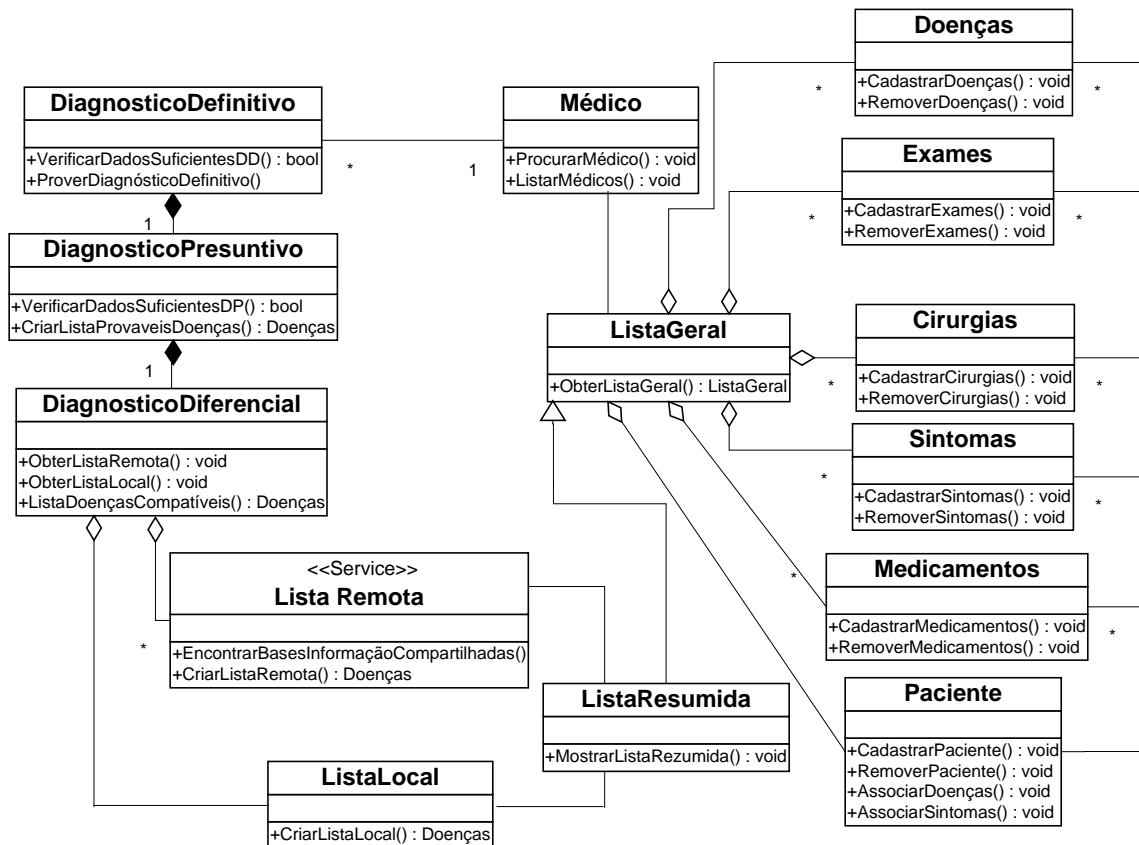 Doenças
+CadastrarDoenças() : void
+RemoverDoenças() : void
*
*
DiagnosticoDefinitivo
+VerificarDadosSuficientesDD() : bool
+ProverDiagnósticoDefinitivo()
*
1
Médico
+ProcurarMédico() : void
+ListarMédicos() : void
Exames
+CadastrarExames() : void
+RemoverExames() : void
*
*
1
DiagnosticoPresuntivo
+VerificarDadosSuficientesDP() : bool
+CriarListaProvaveisDoenças() : Doenças
1
ListaGeral
+ObterListaGeral() : ListaGeral
Cirurgias
+CadastrarCirurgias() : void
+RemoverCirurgias() : void
*
*
DiagnosticoDiferencial
+ObterListaRemota() : void
+ObterListaLocal() : void
+ListaDoençasCompatíveis() : Doenças
Sintomas
+CadastrarSintomas() : void
+RemoverSintomas() : void
*
*
<<Service>>
Lista Remota
+EncontrarBasesInformaçãoCompartilhadas()
+CriarListaRemota() : Doenças
*
Medicamentos
+CadastrarMedicamentos() : void
+RemoverMedicamentos() : void
*
*
ListaResumida
+MostrarListaRezumida() : void
Paciente
+CadastrarPaciente() : void
+RemoverPaciente() : void
+AssociarDoenças() : void
+AssociarSintomas() : void
ListaLocal
+CriarListaLocal() : Doenças